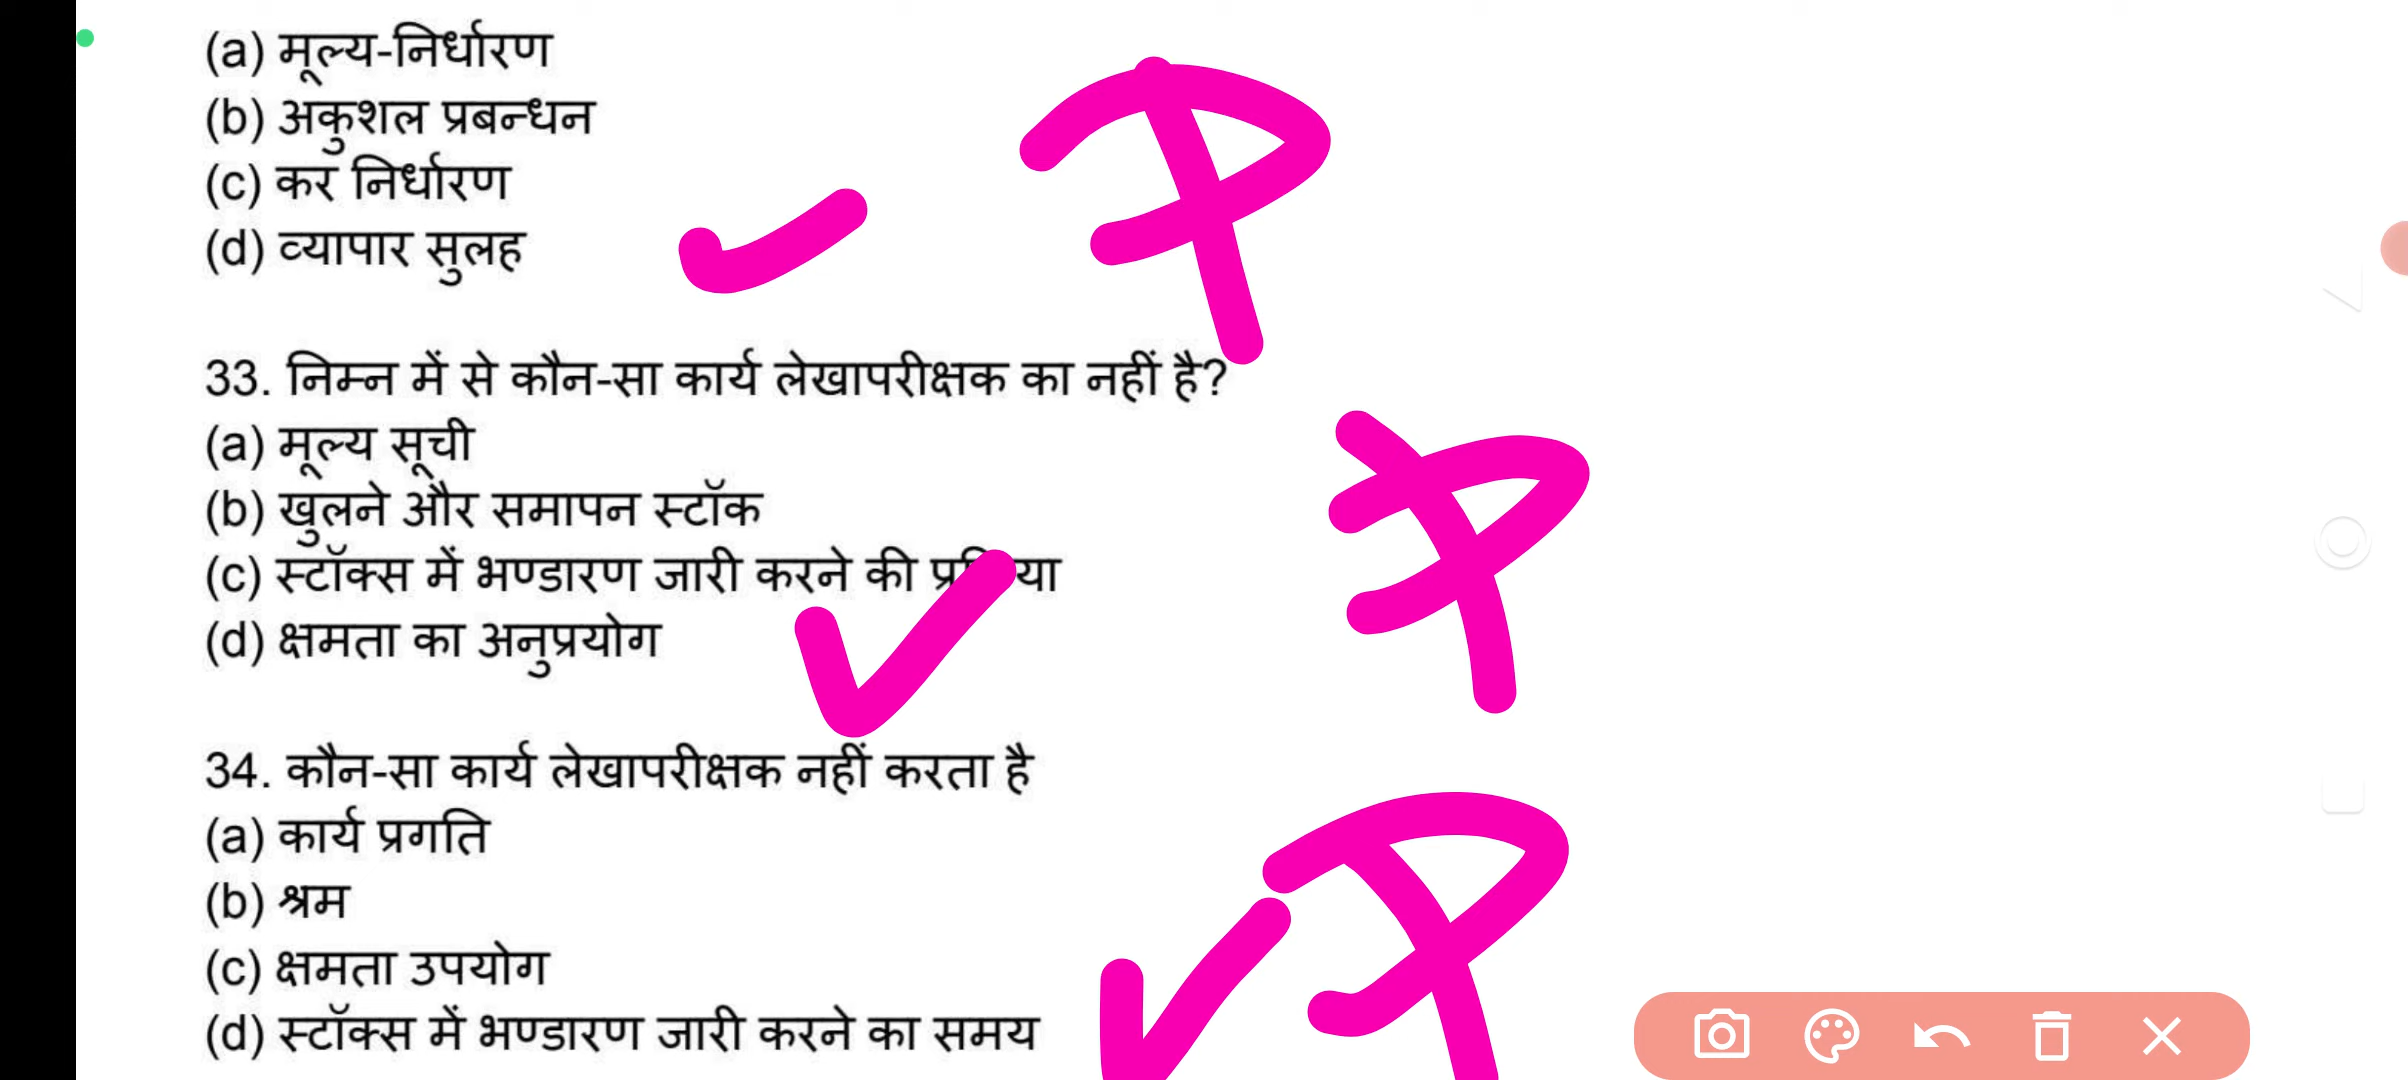 (a) मूल्य-निर्धारण
(b) अकुशल प्रबन्धन
(c) कर निर्धारण
(d) व्यापार सुलह
33. निम्न में से कौन-सा कार्य लेखापरीक्षक का नहीं है?
(a) मूल्य सूची
(b) खुलने और समापन स्टॉक
(c) स्टॉक्स में भण्डारण जारी करने की
(d) क्षमता का अनुप्रयोग
34. कौन-सा कार्य लेखापरीक्षक नहीं करता है
(a) कार्य प्रगति
(b) श्रम
(c) क्षमता उपयोग
(d) स्टॉक्स में भण्डारण जारी करने का समय